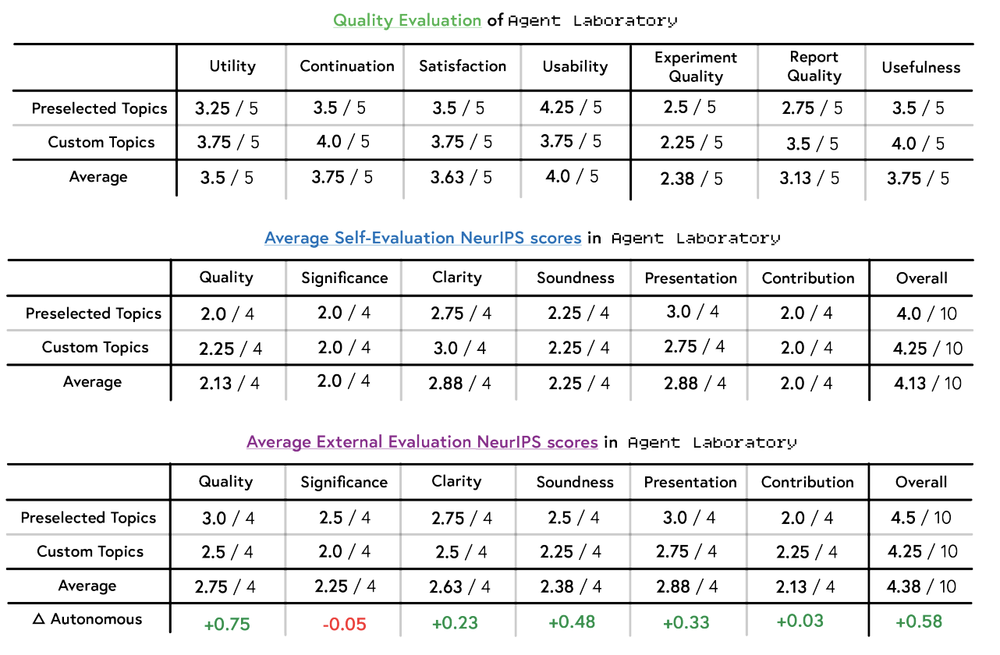 Quality Evaluation of Agent Laboratory
Utility Continuation Satisfaction Usability Experiment Quality Report Quality Usefulness
Preselected Topics 3.25 / 5 3.5 / 5 3.5 / 5 4.25 / 5 2.5 / 5 2.75 / 5 3.5 / 5
Custom Topics 3.75 / 5 4.0 / 5 3.75 / 5 3.75 / 5 2.25 / 5 3.5 / 5 4.0 / 5
Average 3.5 / 5 3.75 / 5 3.63 / 5 4.0 / 5 2.38 / 5 3.13 / 5 3.75 / 5
Average Self-Evaluation NeurIPS scores in Agent Laboratory
Quality Significance Clarity Soundness Presentation Contribution Overall
Preselected Topics 2.0 / 4 2.0 / 4 2.75 / 4 2.25 / 4 3.0 / 4 2.0 / 4 4.0 / 10
Custom Topics 2.25 / 4 2.0 / 4 3.0 / 4 2.25 / 4 2.75 / 4 2.0 / 4 4.25 / 10
Average 2.13 / 4 2.0 / 4 2.88 / 4 2.25 / 4 2.88 / 4 2.0 / 4 4.13 / 10
Average External Evaluation NeurIPS scores in Agent Laboratory
Quality Significance Clarity Soundness Presentation Contribution Overall
Preselected Topics 3.0 / 4 2.5 / 4 2.75 / 4 2.5 / 4 3.0 / 4 2.0 / 4 4.5 / 10
Custom Topics 2.5 / 4 2.0 / 4 2.5 / 4 2.25 / 4 2.75 / 4 2.25 / 4 4.25 / 10
Average 2.75 / 4 2.25 / 4 2.63 / 4 2.38 / 4 2.88 / 4 2.13 / 4 4.38 / 10
Δ Autonomous +0.75 -0.05 +0.23 +0.48 +0.33 +0.03 +0.58